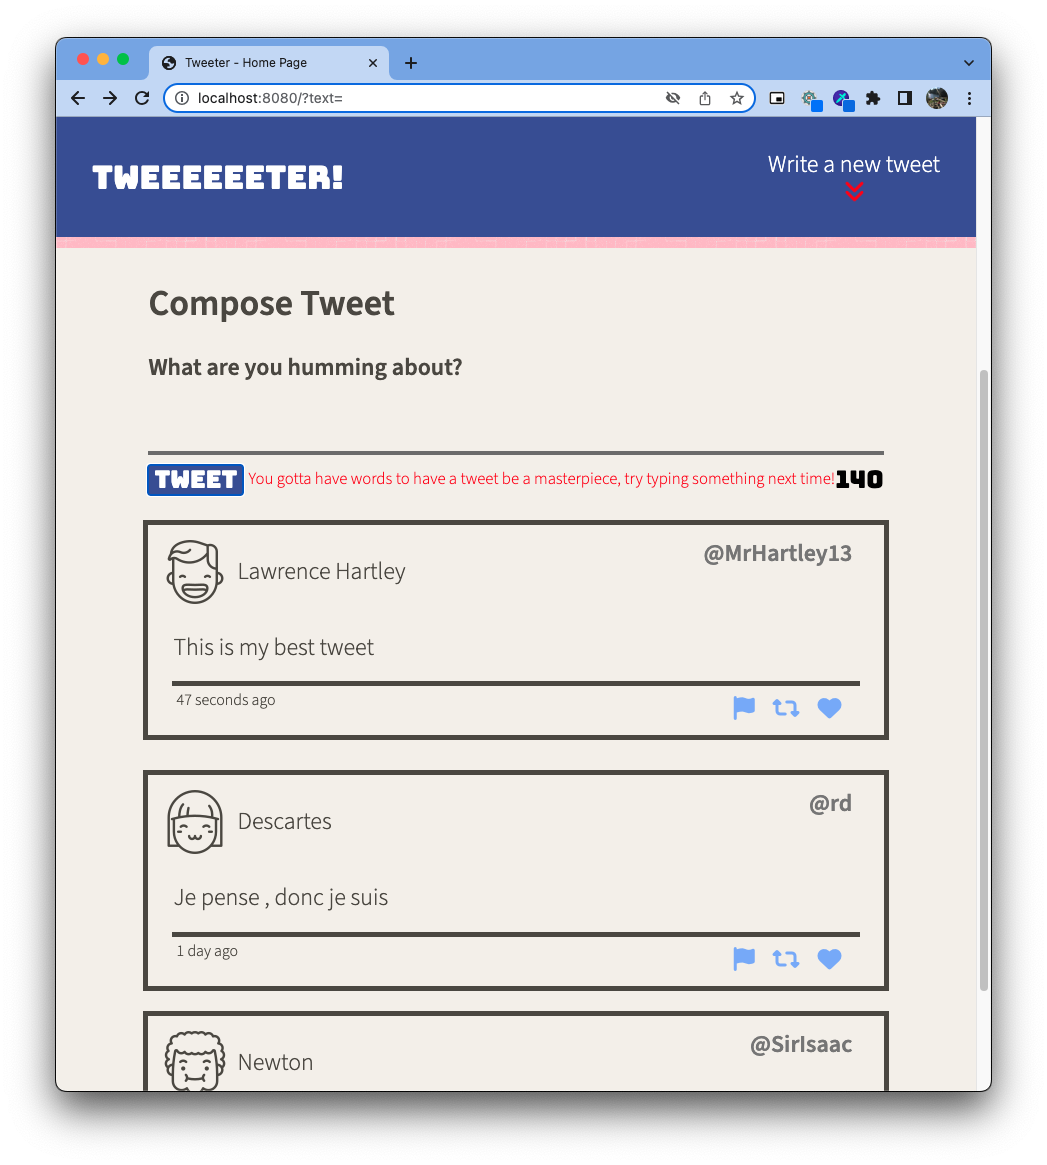 Tweeter - Home Page
localhost:8080/?text=
TWEEEEEETER!
Write a new tweet
Compose Tweet
What are you humming about?
TWEET You gotta have words to have a tweet be a masterpiece, try typing something next time! 140
Lawrence Hartley @MrHartley13
This is my best tweet
47 seconds ago
Descartes @rd
Je pense , donc je suis
1 day ago
Newton @SirIsaac